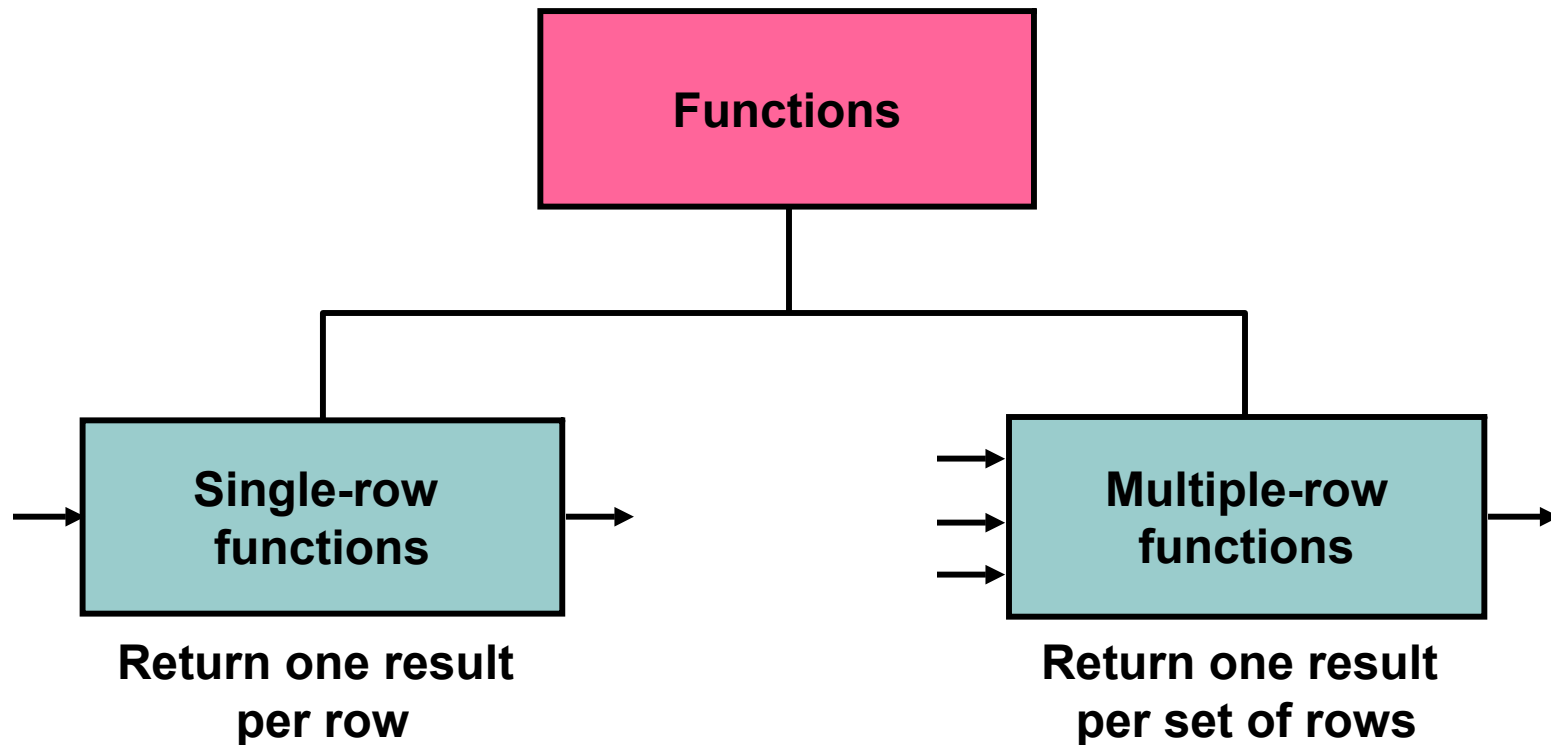 Functions
Single-row
functions
Return one result
per row
Multiple-row
functions
Return one result
per set of rows